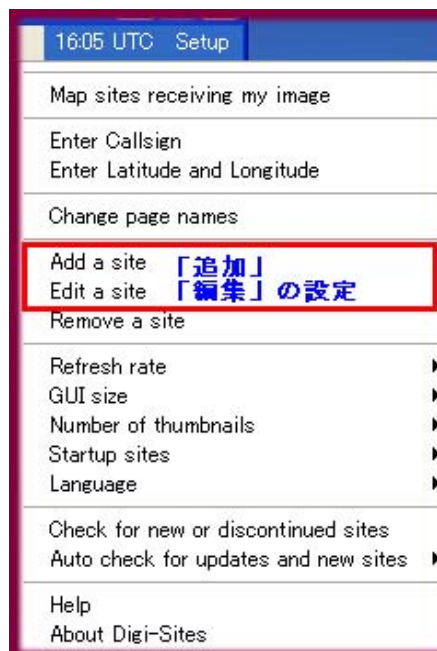 16:05 UTC Setup
Map sites receiving my image
Enter Callsign
Enter Latitude and Longitude
Change page names
Add a site 「追加」
Edit a site 「編集」の設定
Remove a site
Refresh rate
GUI size
Number of thumbnails
Startup sites
Language
Check for new or discontinued sites
Auto check for updates and new sites
Help
About Digi-Sites